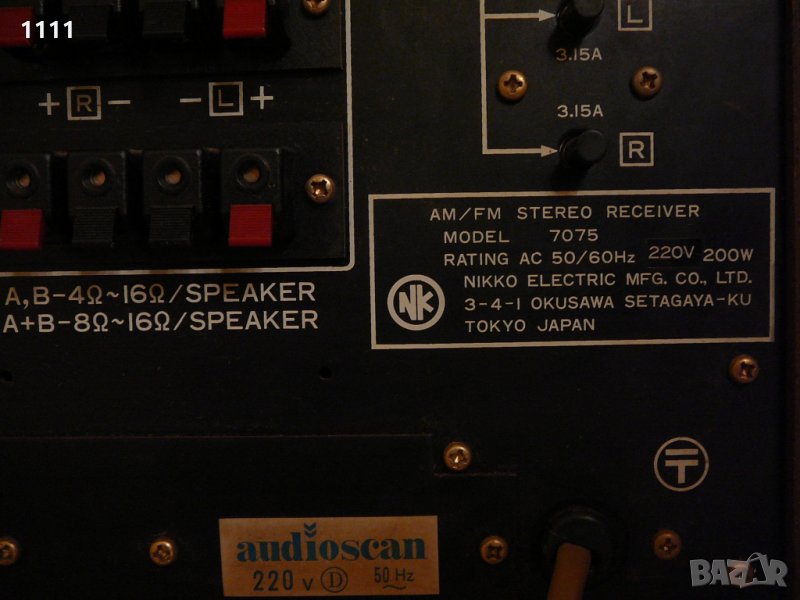 1111
L
3.15A
+ R − − L +
3.15A
R
AM/FM STEREO RECEIVER
MODEL 7075
RATING AC 50/60Hz 220V 200W
NIKKO ELECTRIC MFG. CO., LTD.
NK
3-4-1 OKUSAWA SETAGAYA-KU
TOKYO JAPAN
A, B-4Ω~16Ω/SPEAKER
A+B-8Ω~16Ω/SPEAKER
audioscan
220 V D 50 Hz
BAZAR